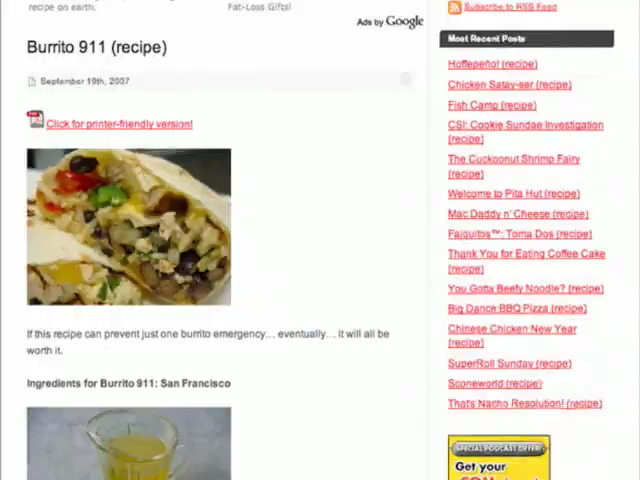 recipe on earth.
Fat-Loss Gifts!
Ads by Google
Burrito 911 (recipe)
September 19th, 2007
Click for printer-friendly version!
If this recipe can prevent just one burrito emergency... eventually... it will all be
worth it.
Ingredients for Burrito 911: San Francisco
Subscribe to RSS Feed
Most Recent Posts
Hoffepeño! (recipe)
Chicken Satay-ser (recipe)
Fish Camp (recipe)
CSI: Cookie Sundae Investigation
(recipe)
The Cuckoonut Shrimp Fairy
(recipe)
Welcome to Pita Hut (recipe)
Mac Daddy n' Cheese (recipe)
Fajquitos™: Toma Dos (recipe)
Thank You for Eating Coffee Cake
(recipe)
You Gotta Beefy Noodle? (recipe)
Big Dance BBQ Pizza (recipe)
Chinese Chicken New Year
(recipe)
SuperRoll Sunday (recipe)
Sconeworld (recipe)
That's Nacho Resolution! (recipe)
SPECIAL PODCAST OFFER!
Get your